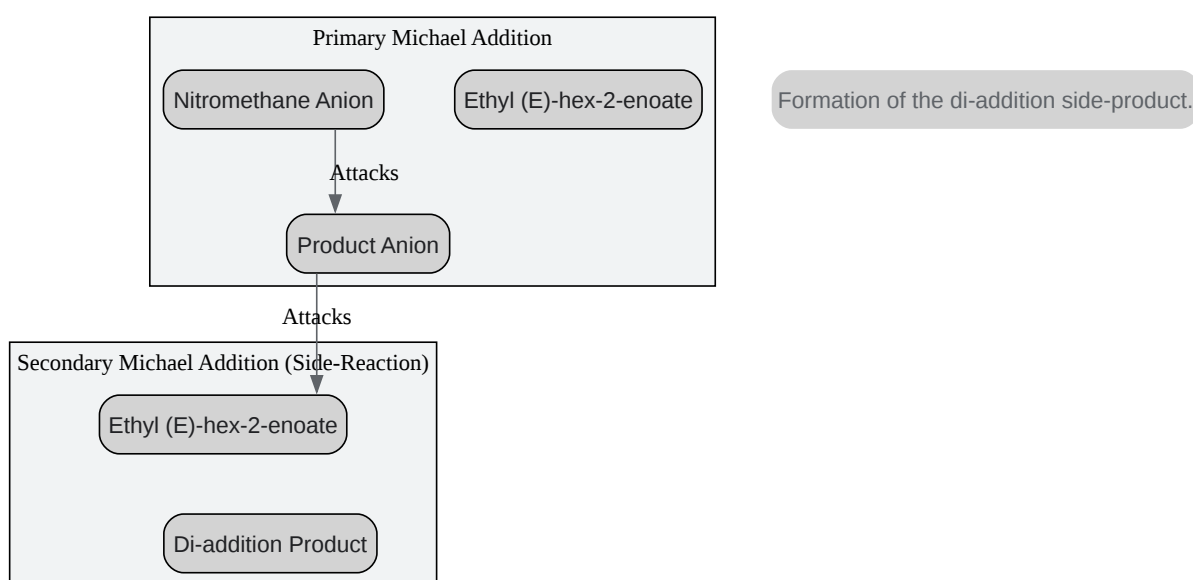 Primary Michael Addition
Nitromethane Anion
Ethyl (E)-hex-2-enoate
Formation of the di-addition side-product.
Attacks
Product Anion
Attacks
Secondary Michael Addition (Side-Reaction)
Ethyl (E)-hex-2-enoate
Di-addition Product